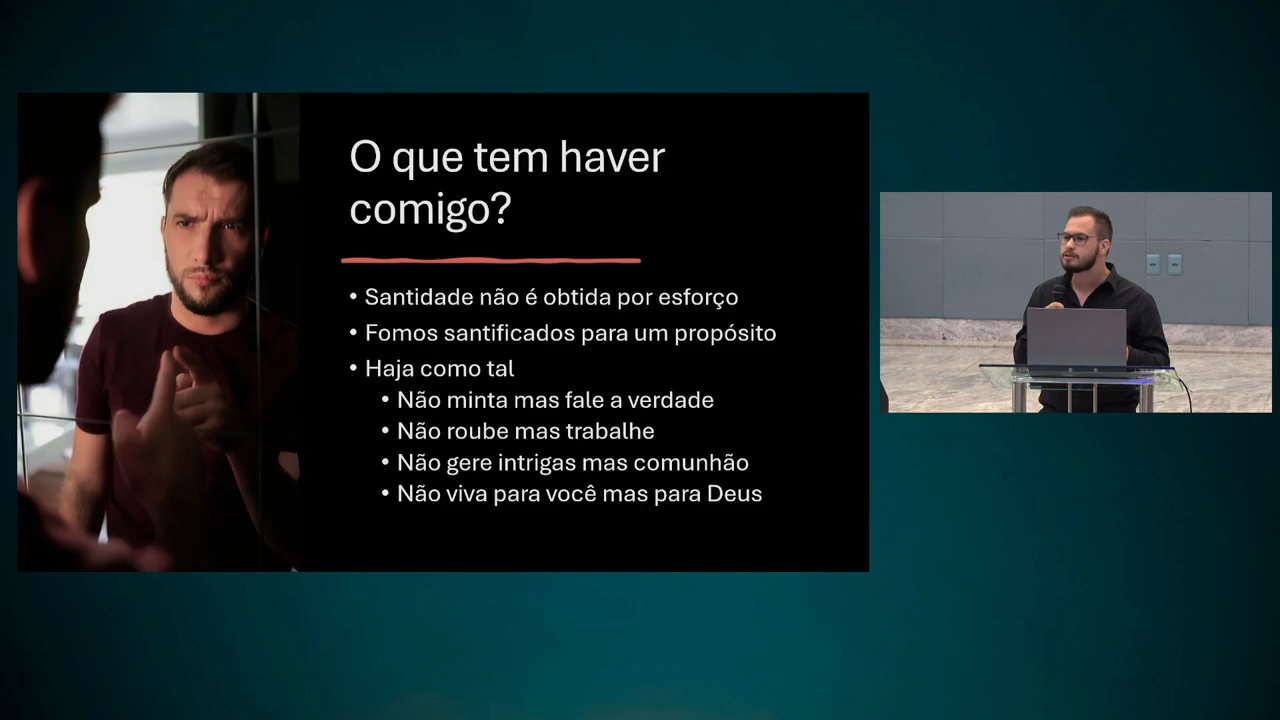 O que tem haver
comigo?
• Santidade não é obtida por esforço
• Fomos santificados para um propósito
• Haja como tal
• Não minta mas fale a verdade
• Não roube mas trabalhe
• Não gere intrigas mas comunhão
• Não viva para você mas para Deus